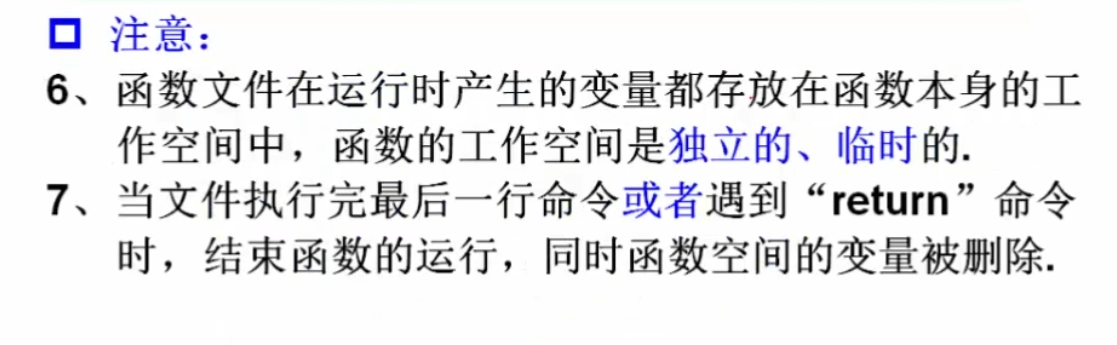 注意：
6、函数文件在运行时产生的变量都存放在函数本身的工
作空间中，函数的工作空间是独立的、临时的.
7、当文件执行完最后一行命令或者遇到“return”命令
时，结束函数的运行，同时函数空间的变量被删除.